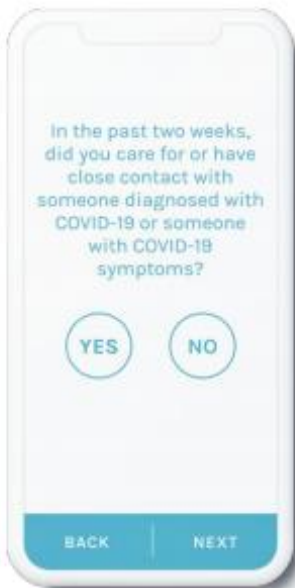 In the past two weeks,
did you care for or have
close contact with
someone diagnosed with
COVID-19 or someone
with COVID-19
symptoms?
YES NO
BACK NEXT